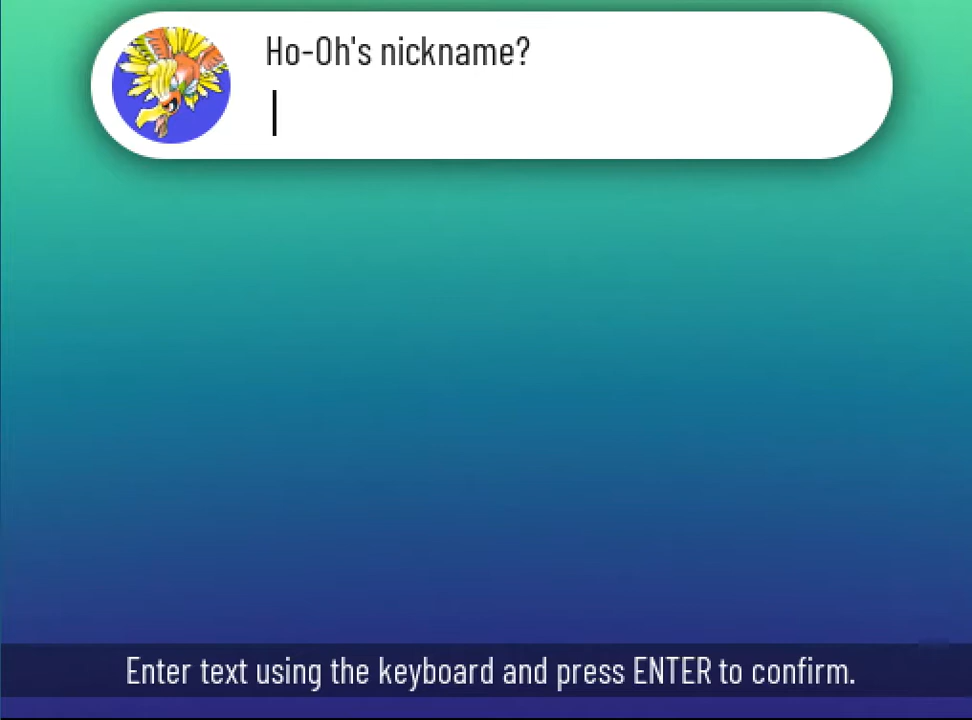 Ho-Oh's nickname?
Enter text using the keyboard and press ENTER to confirm.